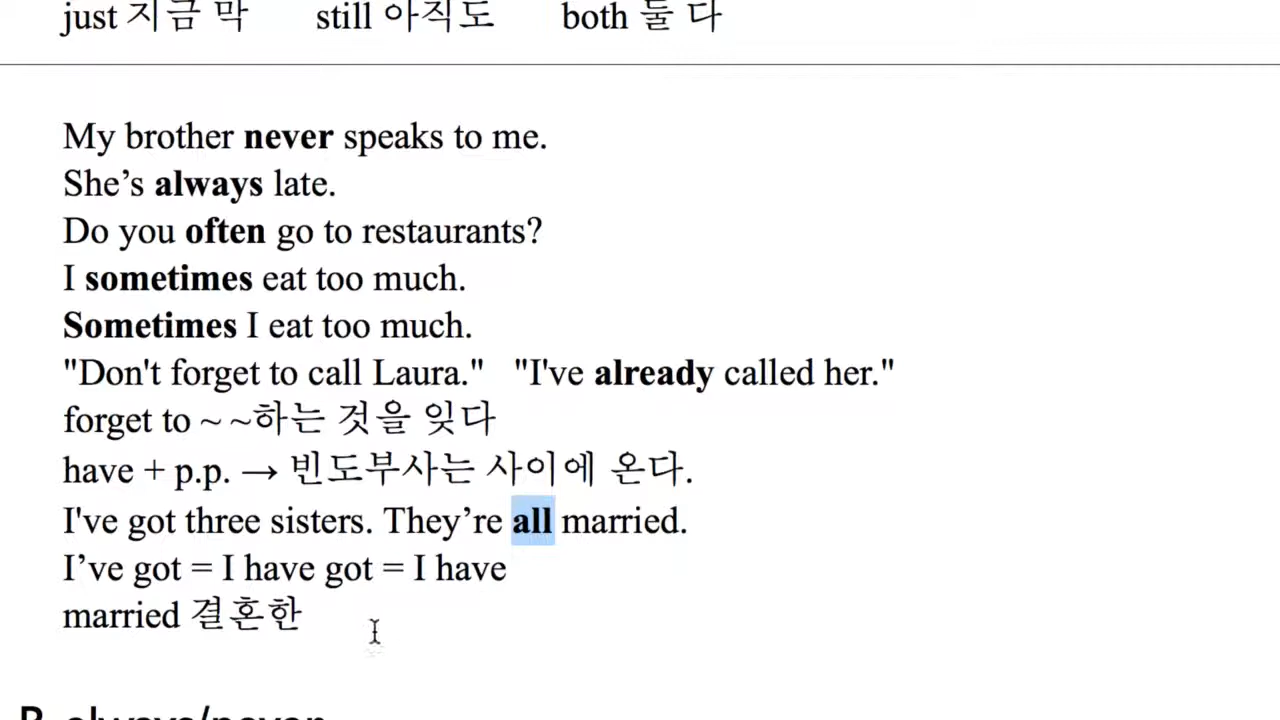 just 지금 막 still 아직도 both 둘 다
My brother never speaks to me.
She’s always late.
Do you often go to restaurants?
I sometimes eat too much.
Sometimes I eat too much.
"Don't forget to call Laura." "I've already called her."
forget to ~ ~하는 것을 잊다
have + p.p. → 빈도부사는 사이에 온다.
I've got three sisters. They’re all married.
I’ve got = I have got = I have
married 결혼한
B. always/never